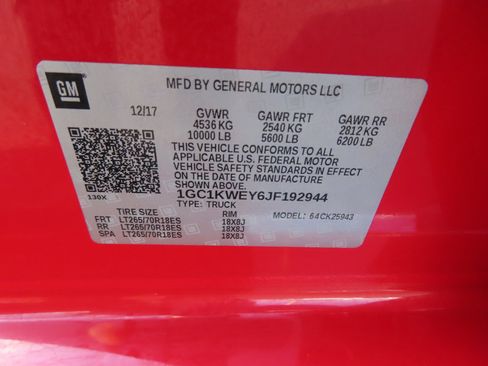 GM
MFD BY GENERAL MOTORS LLC
12/17 GVWR GAWR FRT GAWR RR
4536 KG 2540 KG 2812 KG
10000 LB 5600 LB 6200 LB
THIS VEHICLE CONFORMS TO ALL
APPLICABLE U.S. FEDERAL MOTOR
VEHICLE SAFETY STANDARDS IN EFFECT
ON THE DATE OF MANUFACTURE
SHOWN ABOVE.
130X
1GC1KWEY6JF192944
TYPE: TRUCK
MODEL: 64CK25943
TIRE SIZE RIM
FRT LT265/70R18ES 18X8J
RR LT265/70R18ES 18X8J
SPA LT265/70R18ES 18X8J